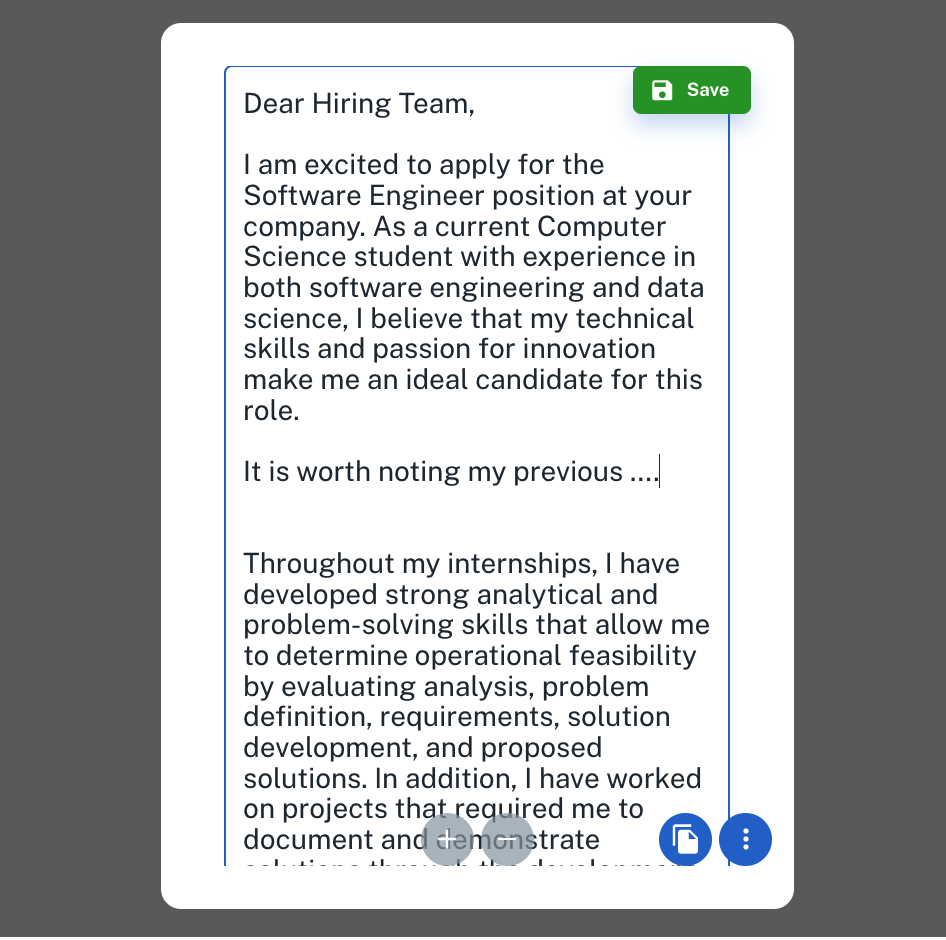 Save
Dear Hiring Team,
I am excited to apply for the
Software Engineer position at your
company. As a current Computer
Science student with experience in
both software engineering and data
science, I believe that my technical
skills and passion for innovation
make me an ideal candidate for this
role.
It is worth noting my previous ....
Throughout my internships, I have
developed strong analytical and
problem-solving skills that allow me
to determine operational feasibility
by evaluating analysis, problem
definition, requirements, solution
development, and proposed
solutions. In addition, I have worked
on projects that required me to
document and demonstrate
solutions through the